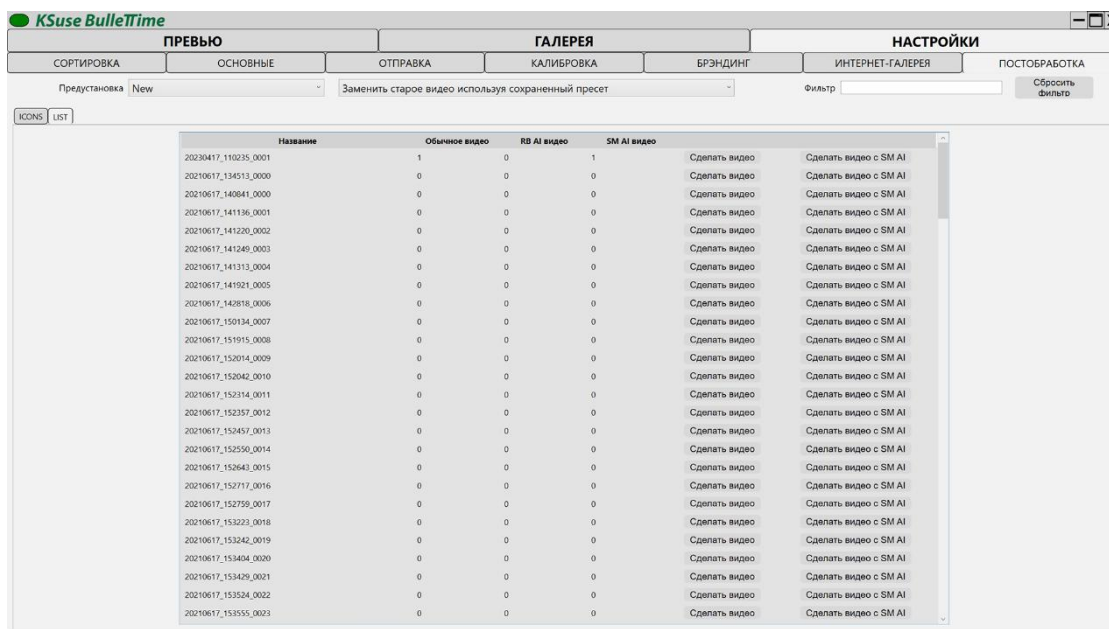 KSuse BulleTTime
ПРЕВЬЮ ГАЛЕРЕЯ НАСТРОЙКИ
СОРТИРОВКА ОСНОВНЫЕ ОТПРАВКА КАЛИБРОВКА БРЭНДИНГ ИНТЕРНЕТ-ГАЛЕРЕЯ ПОСТОБРАБОТКА
Предустановка New Заменить старое видео используя сохраненный пресет Фильтр Сбросить фильтр
ICONS LIST
Название Обычное видео RB AI видео SM AI видео
20230417_110235_0001 1 0 1 Сделать видео Сделать видео с SM AI
20210617_134513_0000 0 0 0 Сделать видео Сделать видео с SM AI
20210617_140841_0000 0 0 0 Сделать видео Сделать видео с SM AI
20210617_141136_0001 0 0 0 Сделать видео Сделать видео с SM AI
20210617_141220_0002 0 0 0 Сделать видео Сделать видео с SM AI
20210617_141249_0003 0 0 0 Сделать видео Сделать видео с SM AI
20210617_141313_0004 0 0 0 Сделать видео Сделать видео с SM AI
20210617_141921_0005 0 0 0 Сделать видео Сделать видео с SM AI
20210617_142818_0006 0 0 0 Сделать видео Сделать видео с SM AI
20210617_150134_0007 0 0 0 Сделать видео Сделать видео с SM AI
20210617_151915_0008 0 0 0 Сделать видео Сделать видео с SM AI
20210617_152014_0009 0 0 0 Сделать видео Сделать видео с SM AI
20210617_152042_0010 0 0 0 Сделать видео Сделать видео с SM AI
20210617_152314_0011 0 0 0 Сделать видео Сделать видео с SM AI
20210617_152357_0012 0 0 0 Сделать видео Сделать видео с SM AI
20210617_152457_0013 0 0 0 Сделать видео Сделать видео с SM AI
20210617_152550_0014 0 0 0 Сделать видео Сделать видео с SM AI
20210617_152643_0015 0 0 0 Сделать видео Сделать видео с SM AI
20210617_152717_0016 0 0 0 Сделать видео Сделать видео с SM AI
20210617_152759_0017 0 0 0 Сделать видео Сделать видео с SM AI
20210617_153223_0018 0 0 0 Сделать видео Сделать видео с SM AI
20210617_153242_0019 0 0 0 Сделать видео Сделать видео с SM AI
20210617_153404_0020 0 0 0 Сделать видео Сделать видео с SM AI
20210617_153429_0021 0 0 0 Сделать видео Сделать видео с SM AI
20210617_153524_0022 0 0 0 Сделать видео Сделать видео с SM AI
20210617_153555_0023 0 0 0 Сделать видео Сделать видео с SM AI